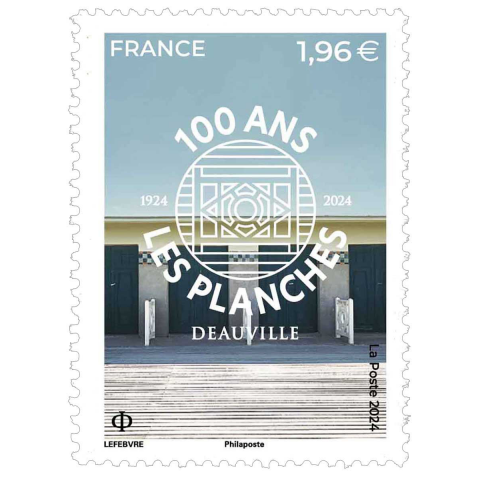 FRANCE
1,96 €
100 ANS
1924
2024
LES PLANCHES
DEAUVILLE
La Poste 2024
LEFEBVRE
Philaposte